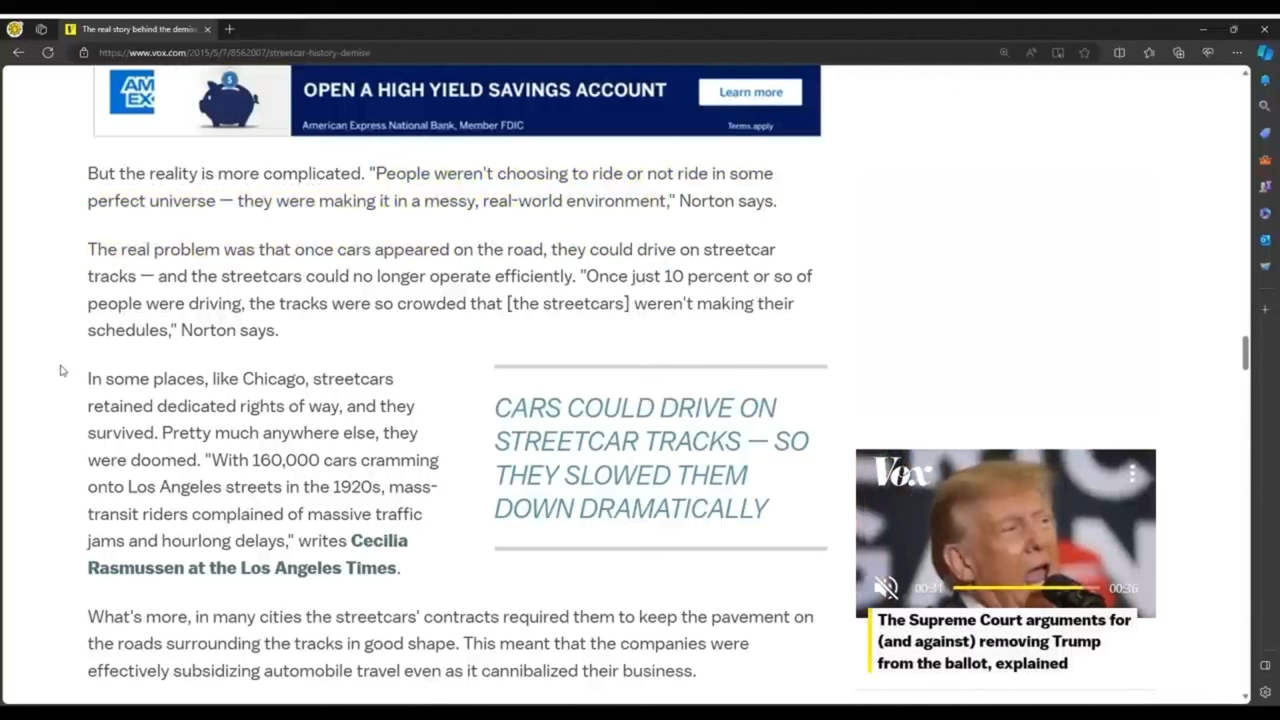 The real story behind the demis
https://www.vox.com/2015/5/7/8562007/streetcar-history-demise
AM
EX
OPEN A HIGH YIELD SAVINGS ACCOUNT
American Express National Bank, Member FDIC
Learn more
Terms apply
But the reality is more complicated. "People weren't choosing to ride or not ride in some
perfect universe — they were making it in a messy, real-world environment," Norton says.
The real problem was that once cars appeared on the road, they could drive on streetcar
tracks — and the streetcars could no longer operate efficiently. "Once just 10 percent or so of
people were driving, the tracks were so crowded that [the streetcars] weren't making their
schedules," Norton says.
In some places, like Chicago, streetcars
retained dedicated rights of way, and they
survived. Pretty much anywhere else, they
were doomed. "With 160,000 cars cramming
onto Los Angeles streets in the 1920s, mass-
transit riders complained of massive traffic
jams and hourlong delays," writes Cecilia
Rasmussen at the Los Angeles Times.
CARS COULD DRIVE ON
STREETCAR TRACKS — SO
THEY SLOWED THEM
DOWN DRAMATICALLY
What's more, in many cities the streetcars' contracts required them to keep the pavement on
the roads surrounding the tracks in good shape. This meant that the companies were
effectively subsidizing automobile travel even as it cannibalized their business.
Vox
00:31
00:36
The Supreme Court arguments for
(and against) removing Trump
from the ballot, explained